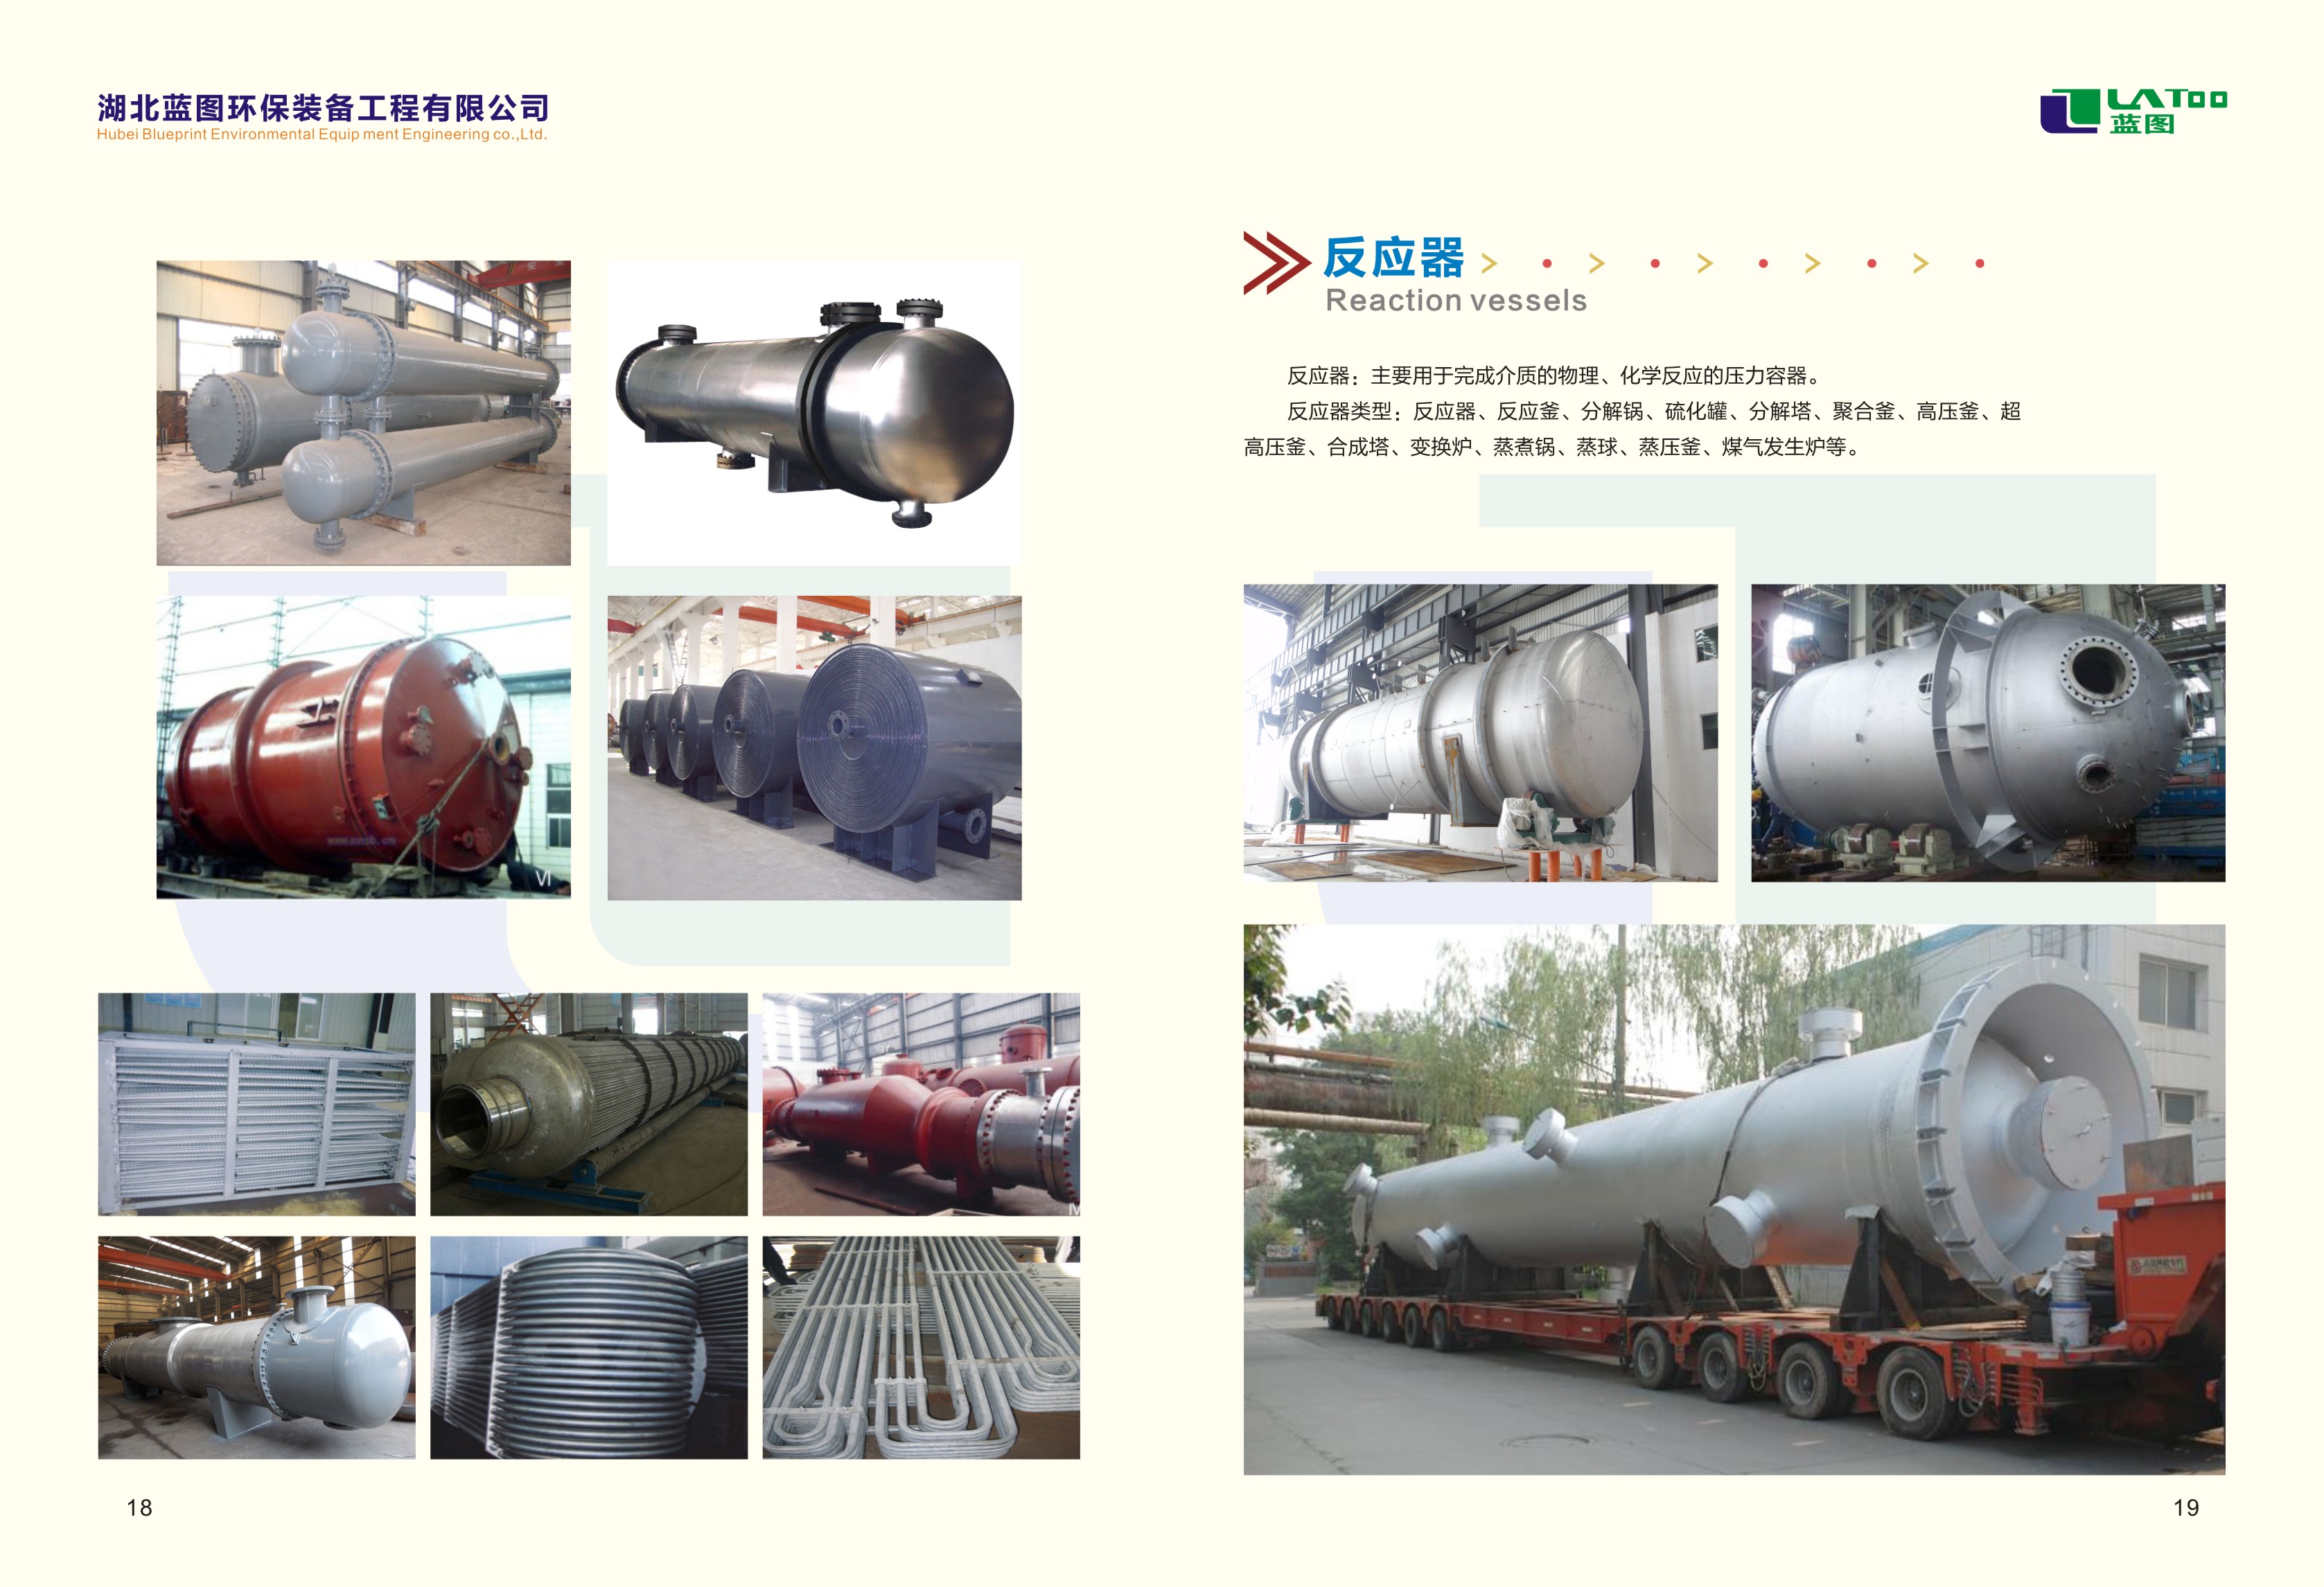 湖北蓝图环保装备工程有限公司
Hubei Blueprint Environmental Equip ment Engineering co.,Ltd.
LATOO
蓝图
反应器
Reaction vessels
反应器：主要用于完成介质的物理、化学反应的压力容器。
反应器类型：反应器、反应釜、分解锅、硫化罐、分解塔、聚合釜、高压釜、超
高压釜、合成塔、变换炉、蒸煮锅、蒸球、蒸压釜、煤气发生炉等。
VI
18
19